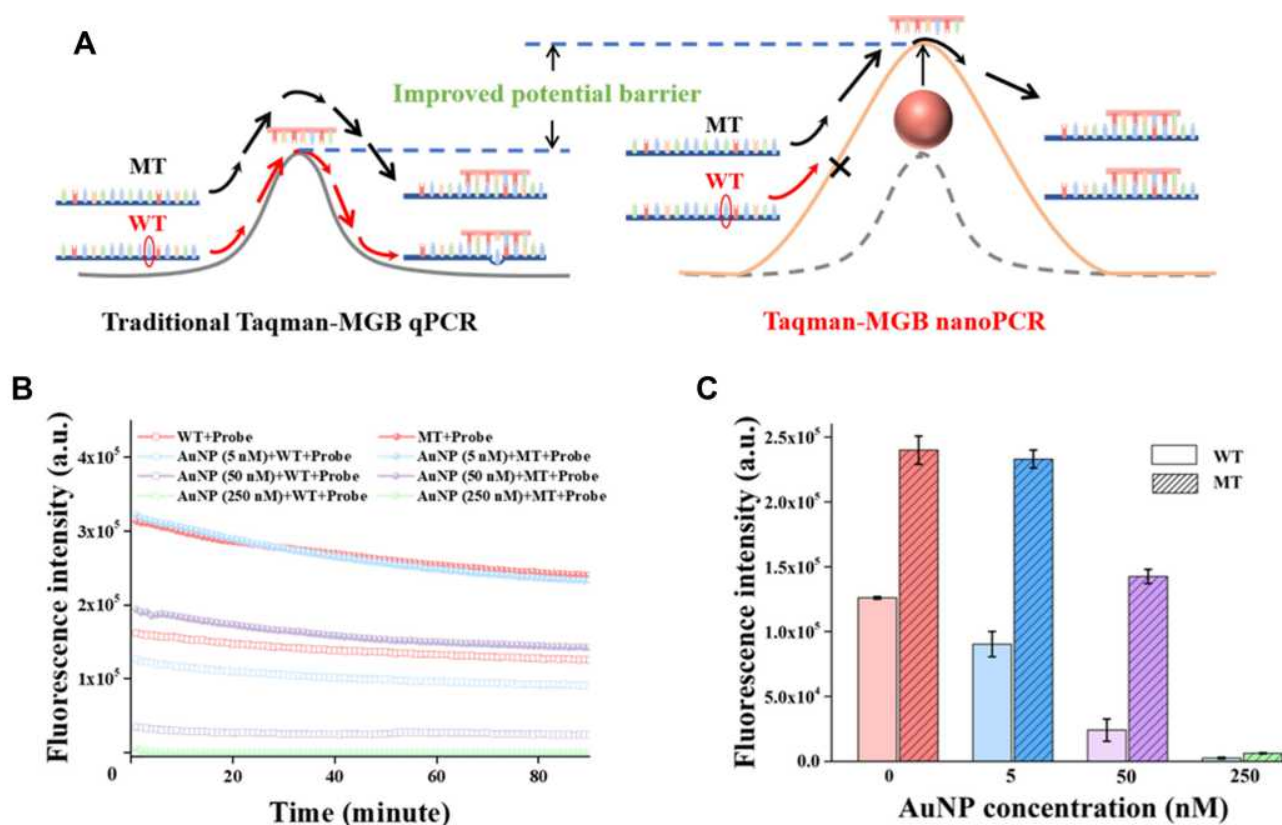 A
Improved potential barrier
MT
WT
Traditional Taqman-MGB qPCR
MT
WT
Taqman-MGB nanoPCR
B
Fluorescence intensity (a.u.)
4x10⁵
3x10⁵
2x10⁵
1x10⁵
0
20
40
60
80
Time (minute)
WT+Probe
MT+Probe
AuNP (5 nM)+WT+Probe
AuNP (5 nM)+MT+Probe
AuNP (50 nM)+WT+Probe
AuNP (50 nM)+MT+Probe
AuNP (250 nM)+WT+Probe
AuNP (250 nM)+MT+Probe
C
Fluorescence intensity (a.u.)
2.5x10⁵
2.0x10⁵
1.5x10⁵
1.0x10⁵
5.0x10⁴
0.0
0
5
50
250
AuNP concentration (nM)
WT
MT